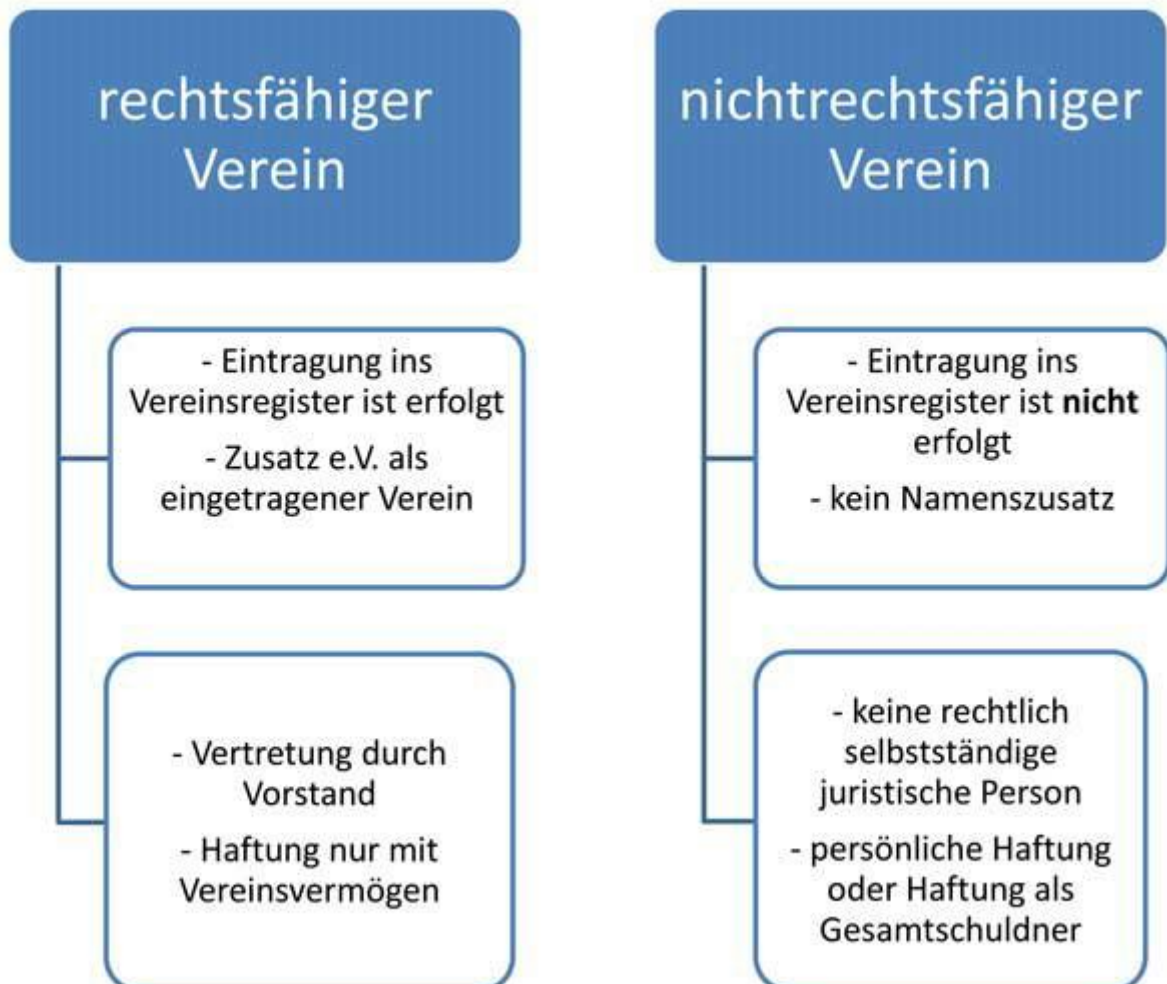 rechtsfähiger
Verein
- Eintragung ins
Vereinsregister ist erfolgt
- Zusatz e.V. als
eingetragener Verein
- Vertretung durch
Vorstand
- Haftung nur mit
Vereinsvermögen
nichtrechtsfähiger
Verein
- Eintragung ins
Vereinsregister ist nicht
erfolgt
- kein Namenszusatz
- keine rechtlich
selbstständige
juristische Person
- persönliche Haftung
oder Haftung als
Gesamtschuldner